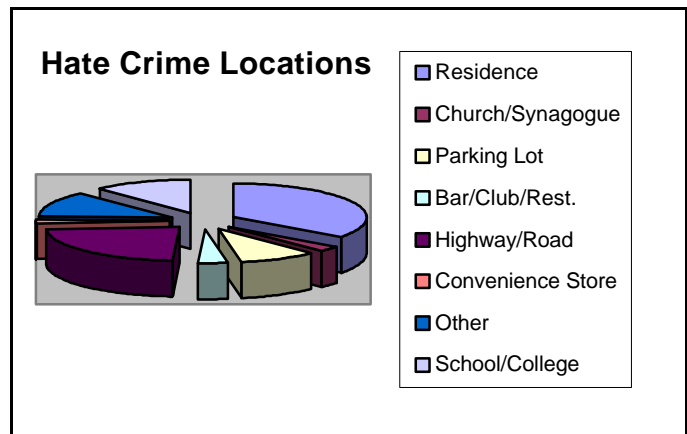 Hate Crime Locations
Residence
Church/Synagogue
Parking Lot
Bar/Club/Rest.
Highway/Road
Convenience Store
Other
School/College